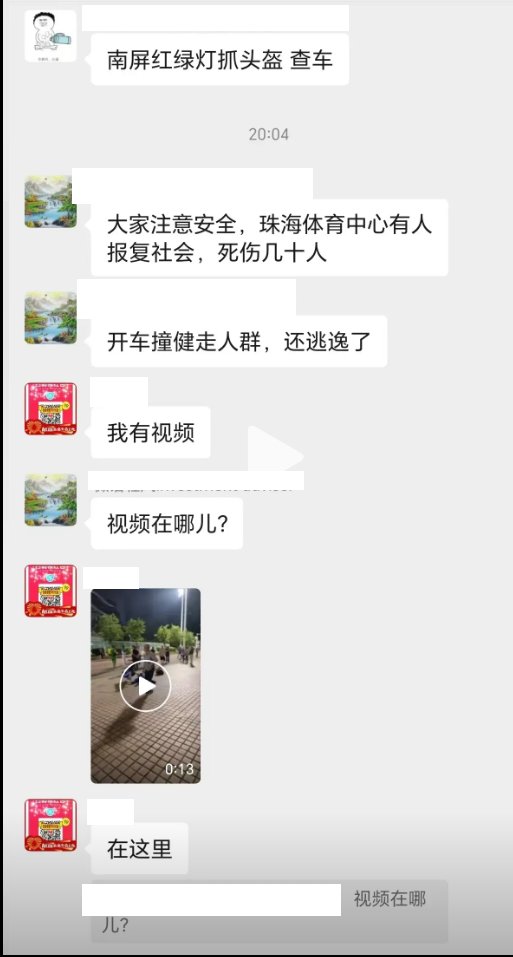 南屏红绿灯抓头盔 查车
20:04
大家注意安全，珠海体育中心有人
报复社会，死伤几十人
开车撞健走人群，还逃逸了
我有视频
视频在哪儿？
0:13
在这里
视频在哪
儿？